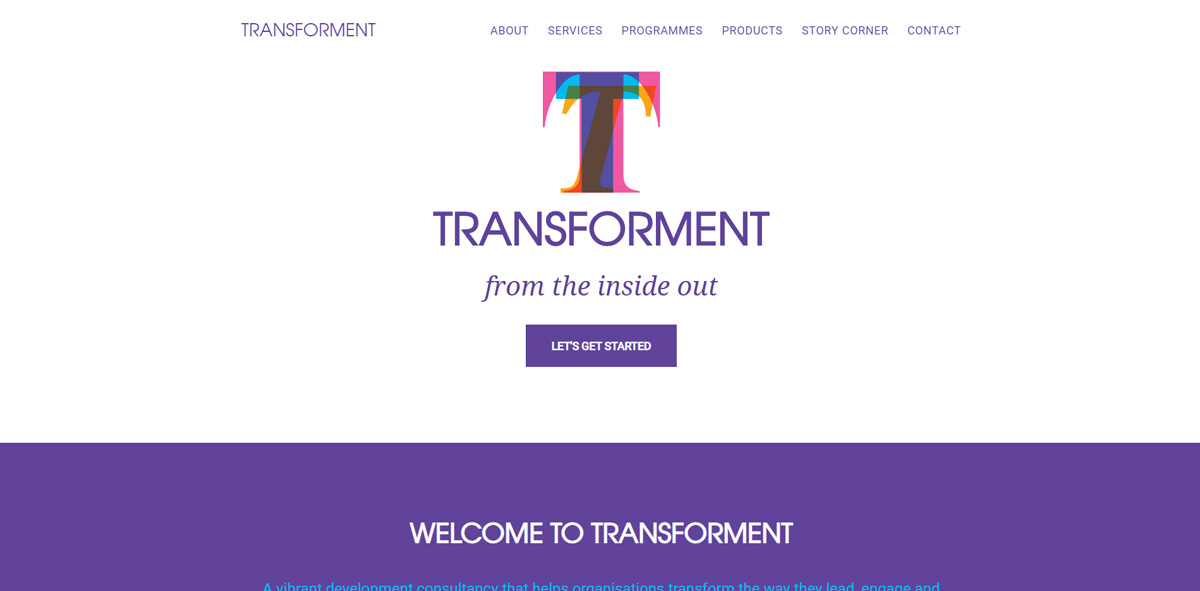 TRANSFORMENT
ABOUT SERVICES PROGRAMMES PRODUCTS STORY CORNER CONTACT
T
TRANSFORMENT
from the inside out
LET'S GET STARTED
WELCOME TO TRANSFORMENT
A vibrant development consultancy that helps organisations transform the way they lead, engage and